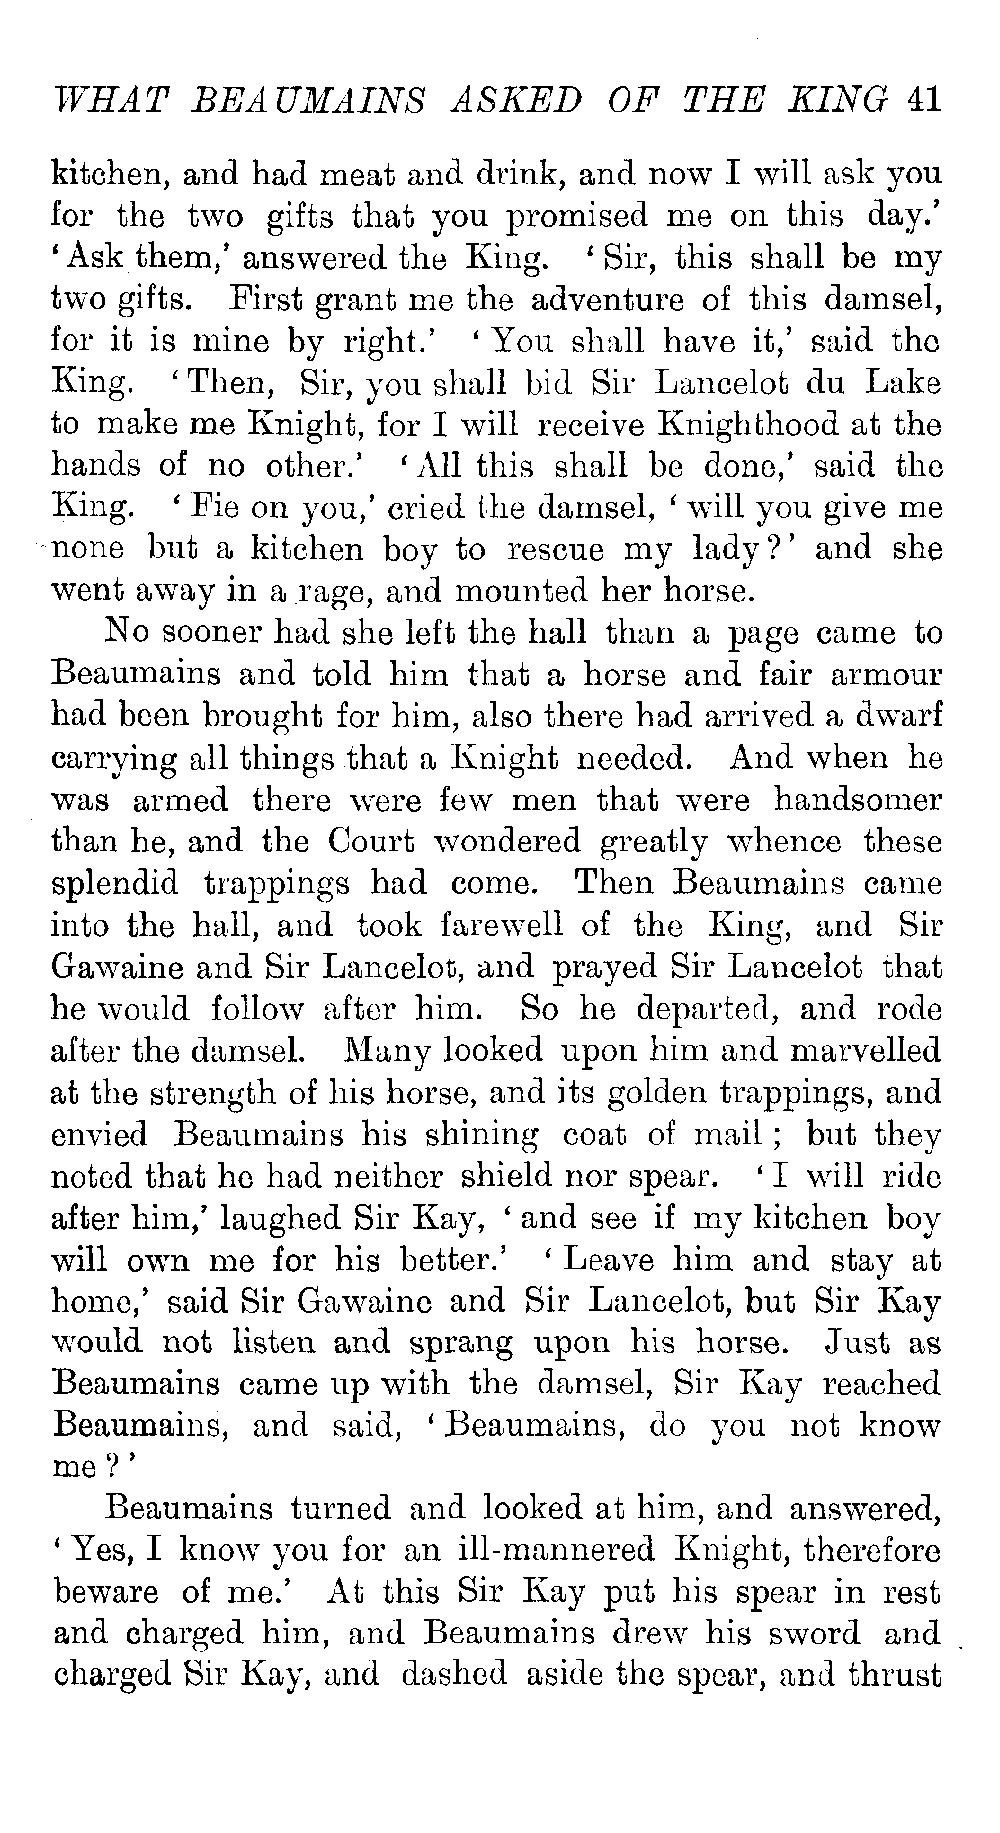 WHAT BEAUMAINS ASKED OF THE KING 41
kitchen, and had meat and drink, and now I will ask you
for the two gifts that you promised me on this day.’
‘Ask them,’ answered the King. ‘Sir, this shall be my
two gifts. First grant me the adventure of this damsel,
for it is mine by right.’ ‘You shall have it,’ said the
King. ‘Then, Sir, you shall bid Sir Lancelot du Lake
to make me Knight, for I will receive Knighthood at the
hands of no other.’ ‘All this shall be done,’ said the
King. ‘Fie on you,’ cried the damsel, ‘will you give me
none but a kitchen boy to rescue my lady?’ and she
went away in a rage, and mounted her horse.
No sooner had she left the hall than a page came to
Beaumains and told him that a horse and fair armour
had been brought for him, also there had arrived a dwarf
carrying all things that a Knight needed. And when he
was armed there were few men that were handsomer
than he, and the Court wondered greatly whence these
splendid trappings had come. Then Beaumains came
into the hall, and took farewell of the King, and Sir
Gawaine and Sir Lancelot, and prayed Sir Lancelot that
he would follow after him. So he departed, and rode
after the damsel. Many looked upon him and marvelled
at the strength of his horse, and its golden trappings, and
envied Beaumains his shining coat of mail; but they
noted that he had neither shield nor spear. ‘I will ride
after him,’ laughed Sir Kay, ‘and see if my kitchen boy
will own me for his better.’ ‘Leave him and stay at
home,’ said Sir Gawaine and Sir Lancelot, but Sir Kay
would not listen and sprang upon his horse. Just as
Beaumains came up with the damsel, Sir Kay reached
Beaumains, and said, ‘Beaumains, do you not know
me?’
Beaumains turned and looked at him, and answered,
‘Yes, I know you for an ill-mannered Knight, therefore
beware of me.’ At this Sir Kay put his spear in rest
and charged him, and Beaumains drew his sword and
charged Sir Kay, and dashed aside the spear, and thrust